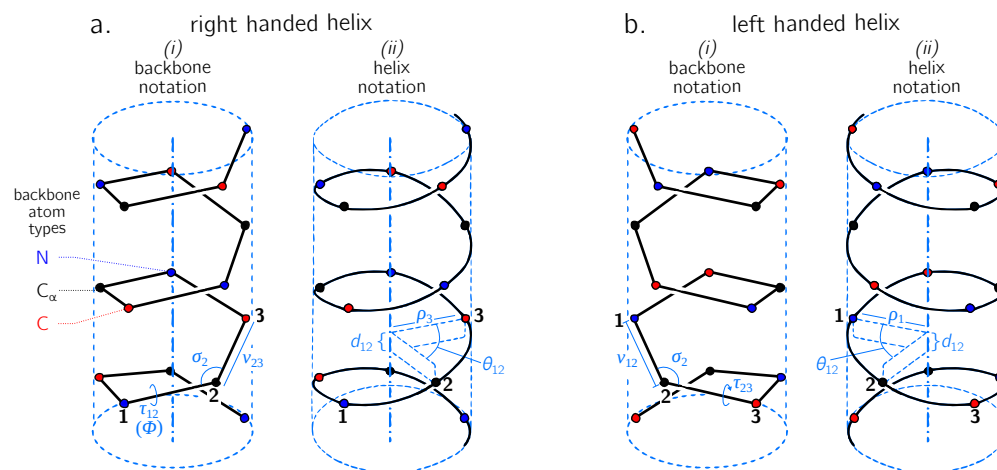 a. right handed helix
(i)
backbone
notation
(ii)
helix
notation
backbone
atom
types
N
Cα
C
3
σ2
ν23
2
1
τ12
(Φ)
ρ3
3
d12
θ12
2
1
b. left handed helix
(i)
backbone
notation
(ii)
helix
notation
1
ν12
σ2
τ23
2
3
1
ρ1
d12
θ12
2
3